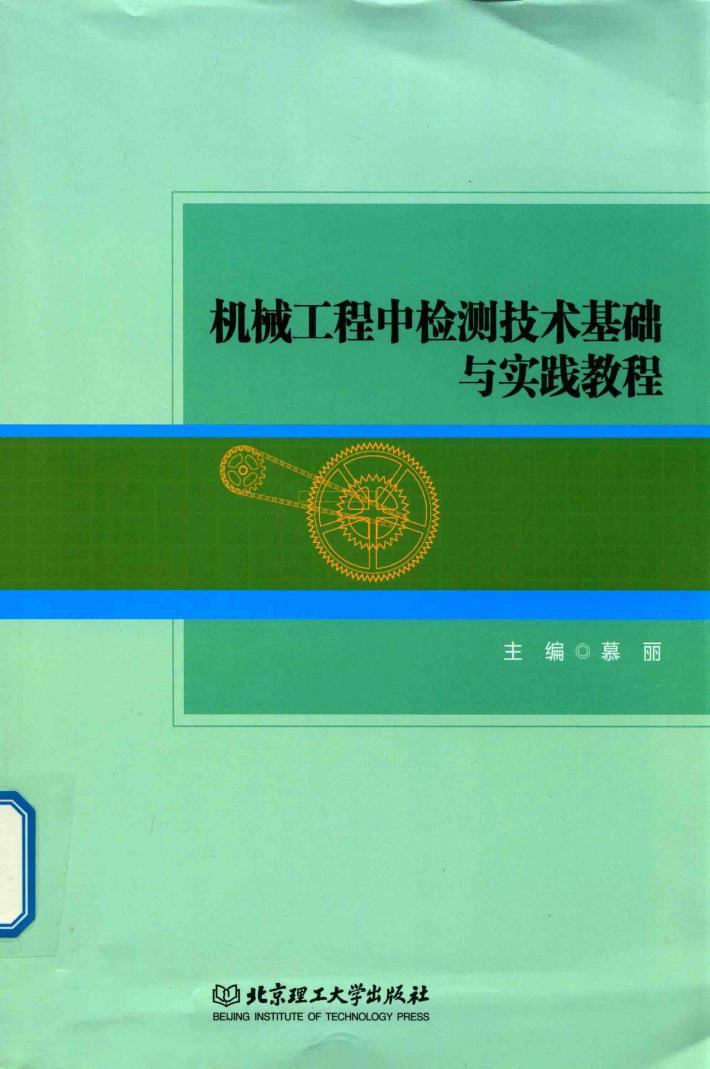 机械工程中检测技术基础
与实践教程
主 编◎慕 丽
北京理工大学出版社
BEIJING INSTITUTE OF TECHNOLOGY PRESS